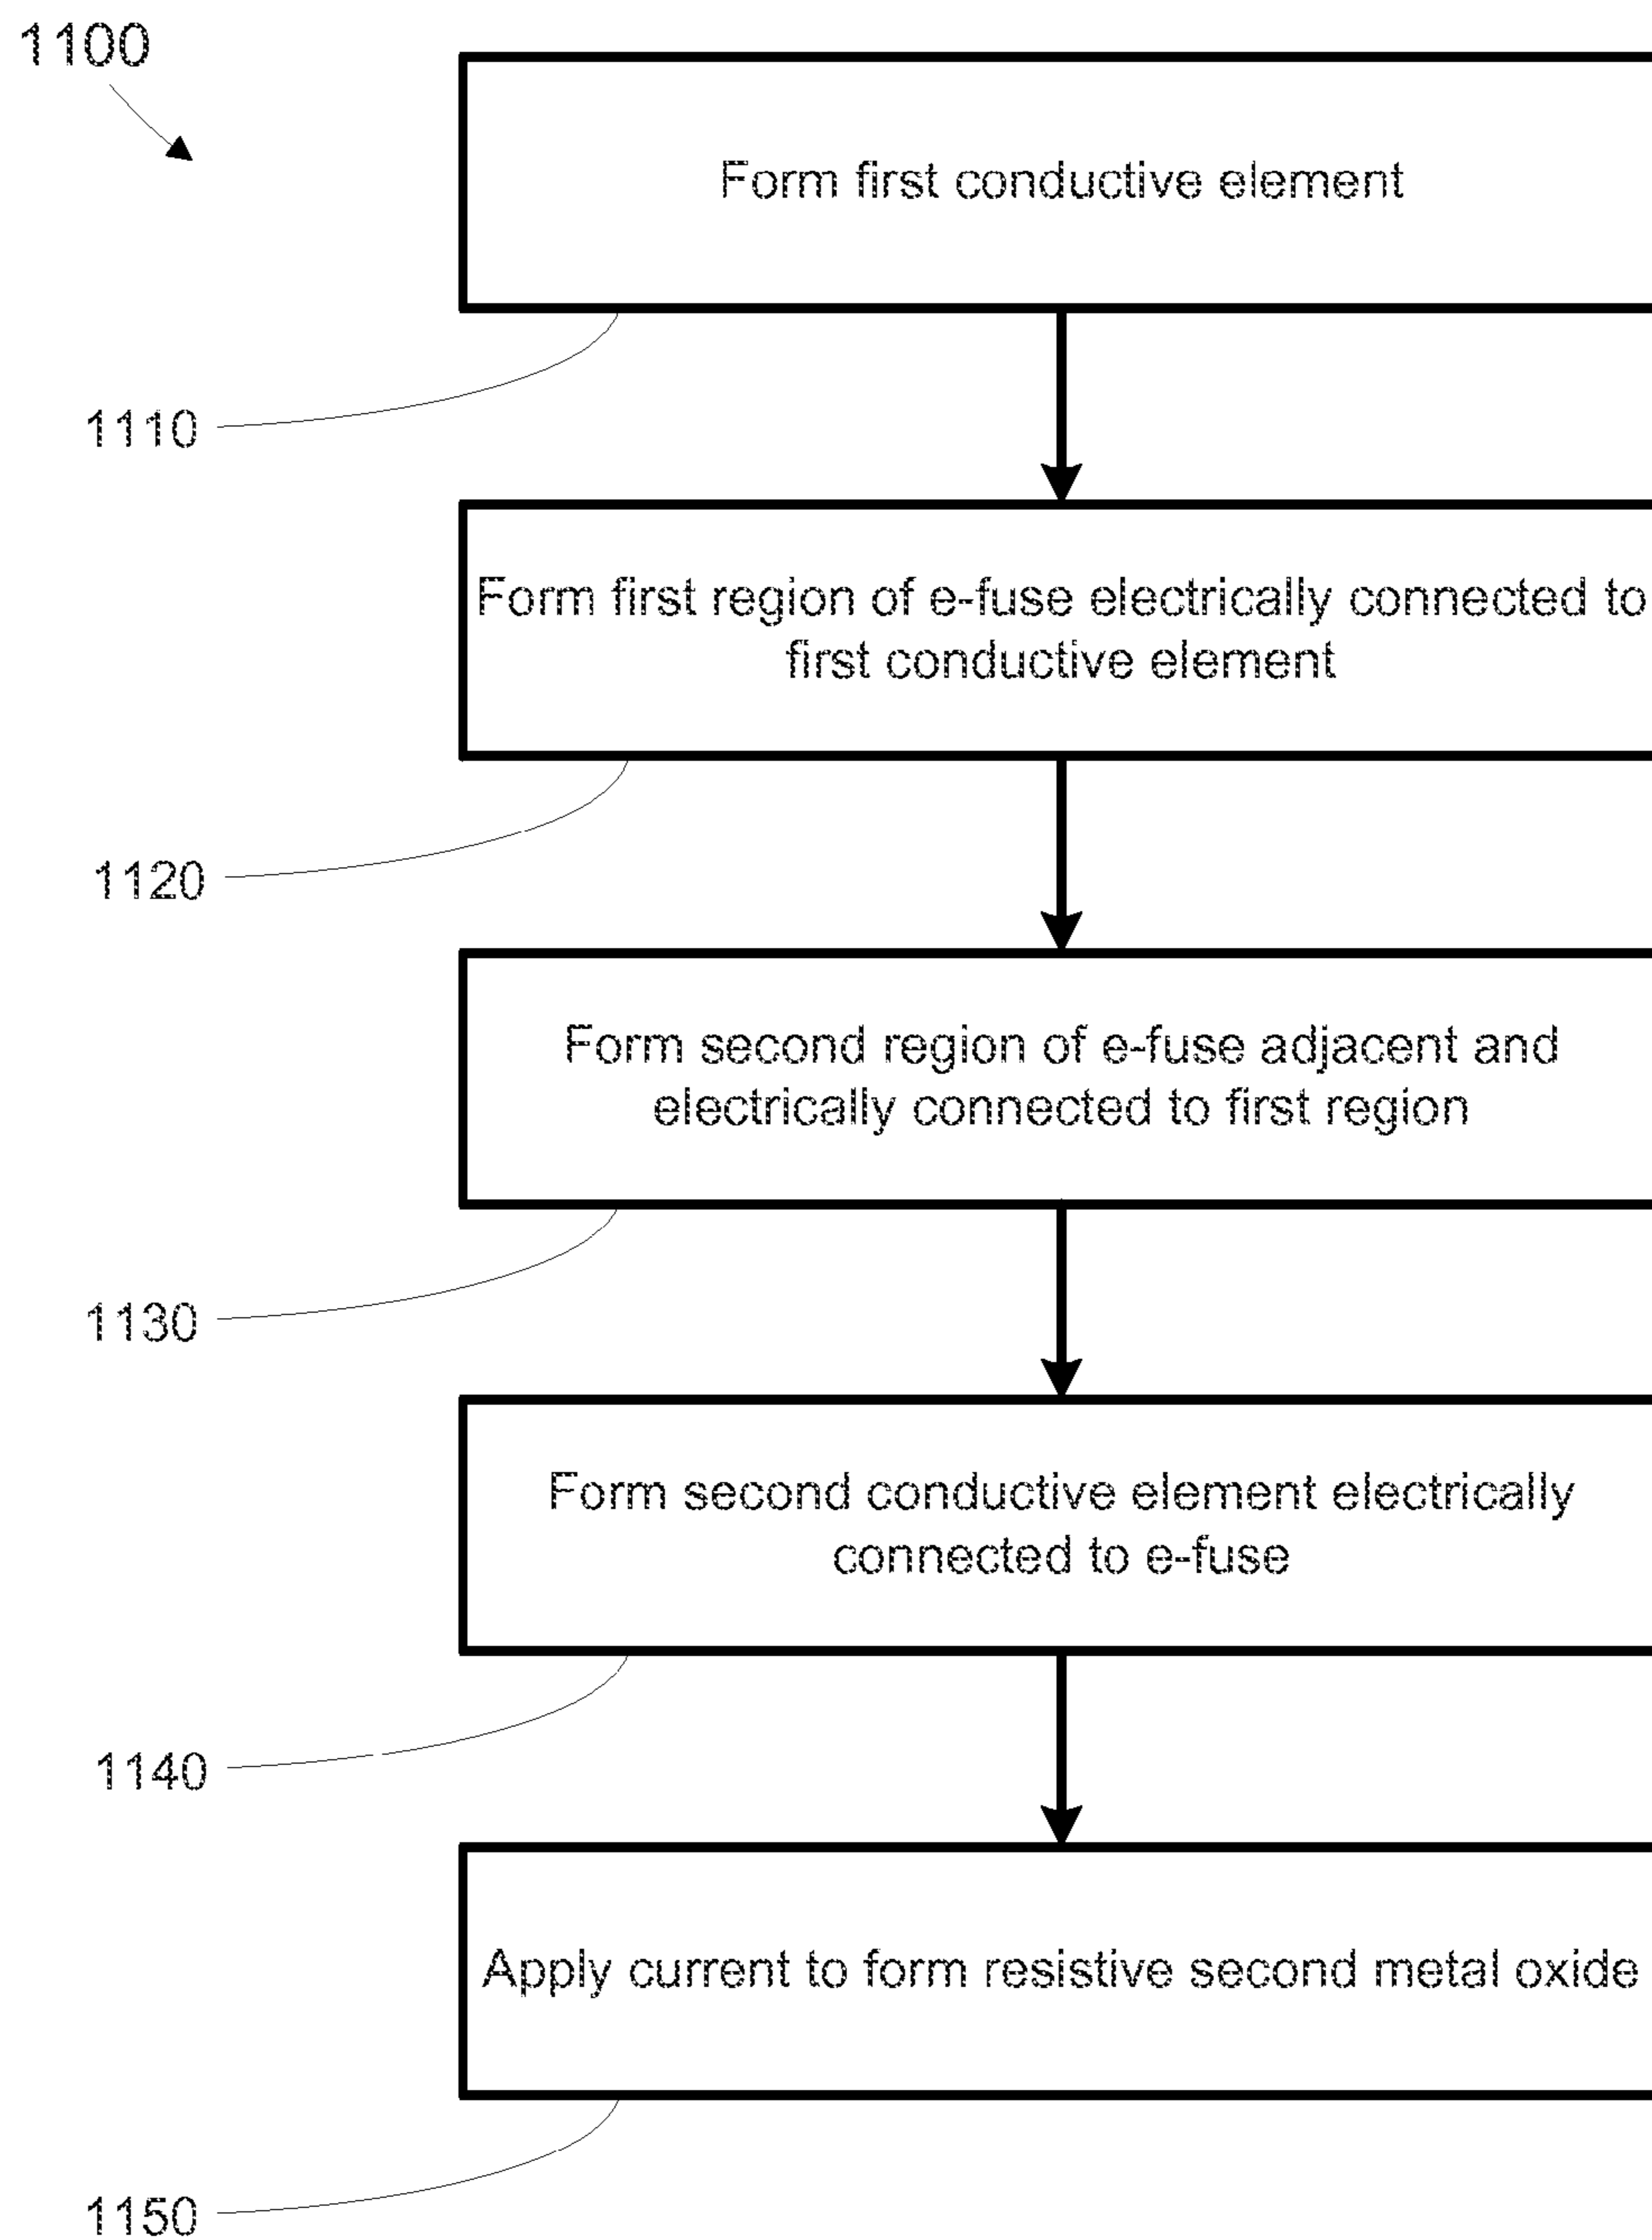 1100
Form first conductive element
1110
Form first region of e-fuse electrically connected to
first conductive element
1120
Form second region of e-fuse adjacent and
electrically connected to first region
1130
Form second conductive element electrically
connected to e-fuse
1140
Apply current to form resistive second metal oxide
1150